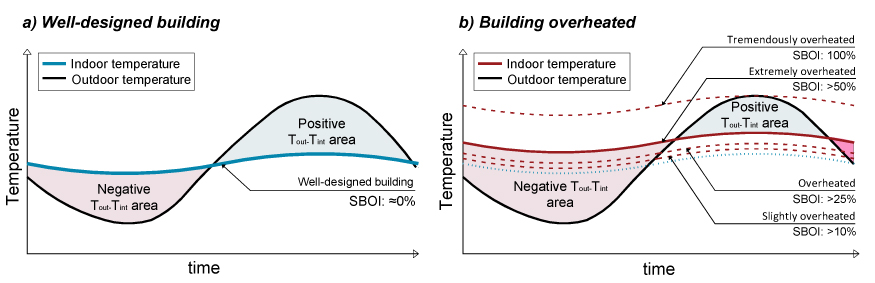 a) Well-designed building
Temperature
Indoor temperature
Outdoor temperature
Positive
Tout-Tint area
Negative
Tout-Tint area
Well-designed building
SBOI: ≈0%
time
b) Building overheated
Temperature
Indoor temperature
Outdoor temperature
Tremendously overheated
SBOI: 100%
Extremely overheated
SBOI: >50%
Positive
Tout-Tint area
Negative Tout-Tint
area
Overheated
SBOI: >25%
Slightly overheated
SBOI: >10%
time